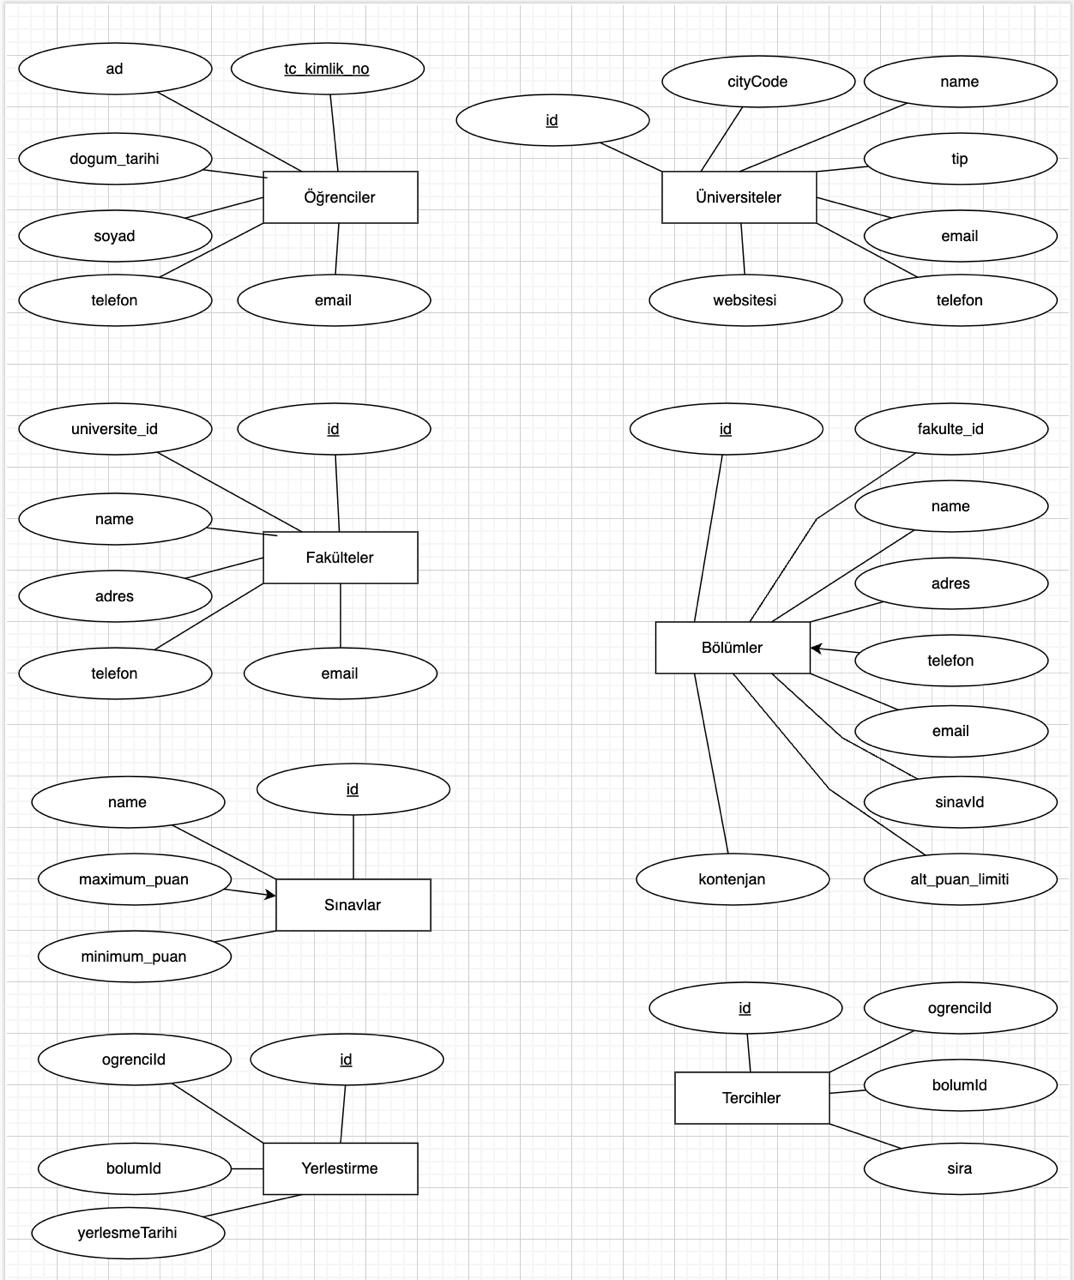 ad
tc_kimlik_no
dogum_tarihi
Öğrenciler
soyad
telefon
email
id
cityCode
name
tip
Üniversiteler
email
websitesi
telefon
universite_id
id
name
Fakülteler
adres
telefon
email
id
fakulte_id
name
adres
Bölümler
telefon
email
sinavId
kontenjan
alt_puan_limiti
name
id
maximum_puan
Sınavlar
minimum_puan
id
ogrenciId
Tercihler
bolumId
sira
ogrenciId
id
bolumId
Yerlestirme
yerlesmeTarihi